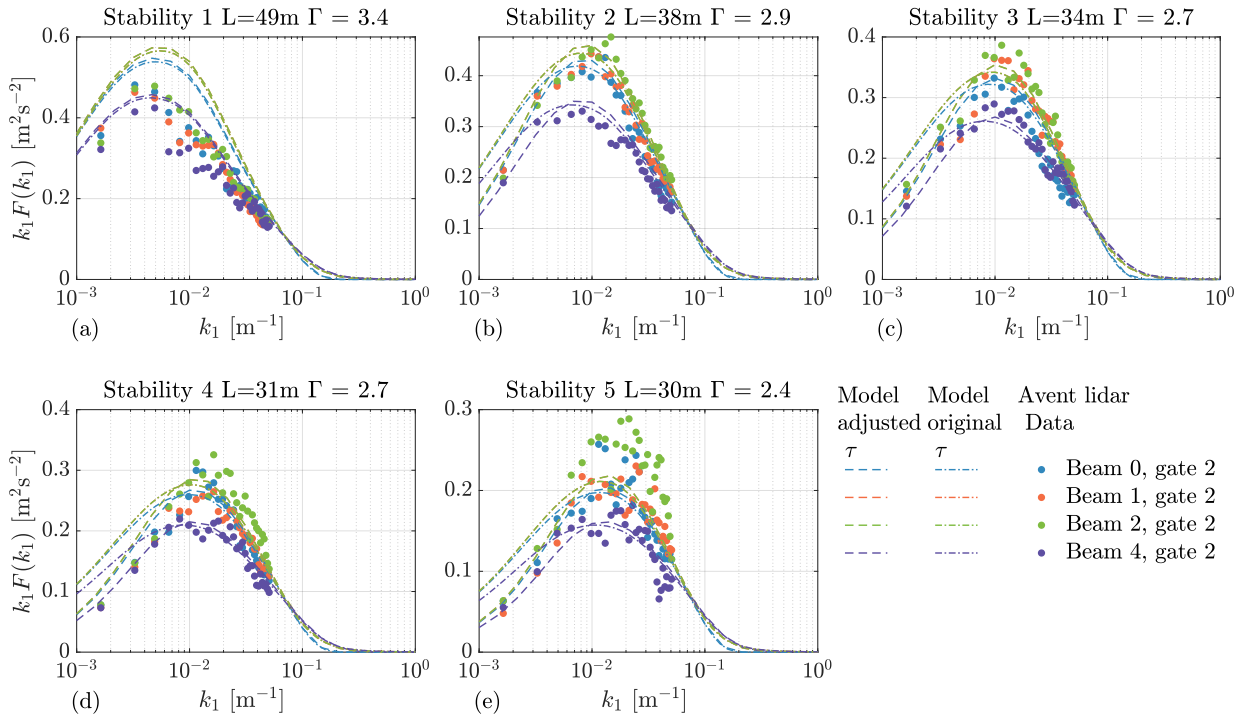 Stability 1 L=49m Γ = 3.4
k₁F(k₁) [m²s⁻²]
0.6
0.4
0.2
0
10⁻³ 10⁻² 10⁻¹ 10⁰
(a) k₁ [m⁻¹]
Stability 2 L=38m Γ = 2.9
0.4
0.3
0.2
0.1
0
10⁻³ 10⁻² 10⁻¹ 10⁰
(b) k₁ [m⁻¹]
Stability 3 L=34m Γ = 2.7
0.4
0.3
0.2
0.1
0
10⁻³ 10⁻² 10⁻¹ 10⁰
(c) k₁ [m⁻¹]
Stability 4 L=31m Γ = 2.7
k₁F(k₁) [m²s⁻²]
0.4
0.3
0.2
0.1
0
10⁻³ 10⁻² 10⁻¹ 10⁰
(d) k₁ [m⁻¹]
Stability 5 L=30m Γ = 2.4
0.3
0.2
0.1
0
10⁻³ 10⁻² 10⁻¹ 10⁰
(e) k₁ [m⁻¹]
Model Model Avent lidar
adjusted original Data
τ τ
Beam 0, gate 2
Beam 1, gate 2
Beam 2, gate 2
Beam 4, gate 2